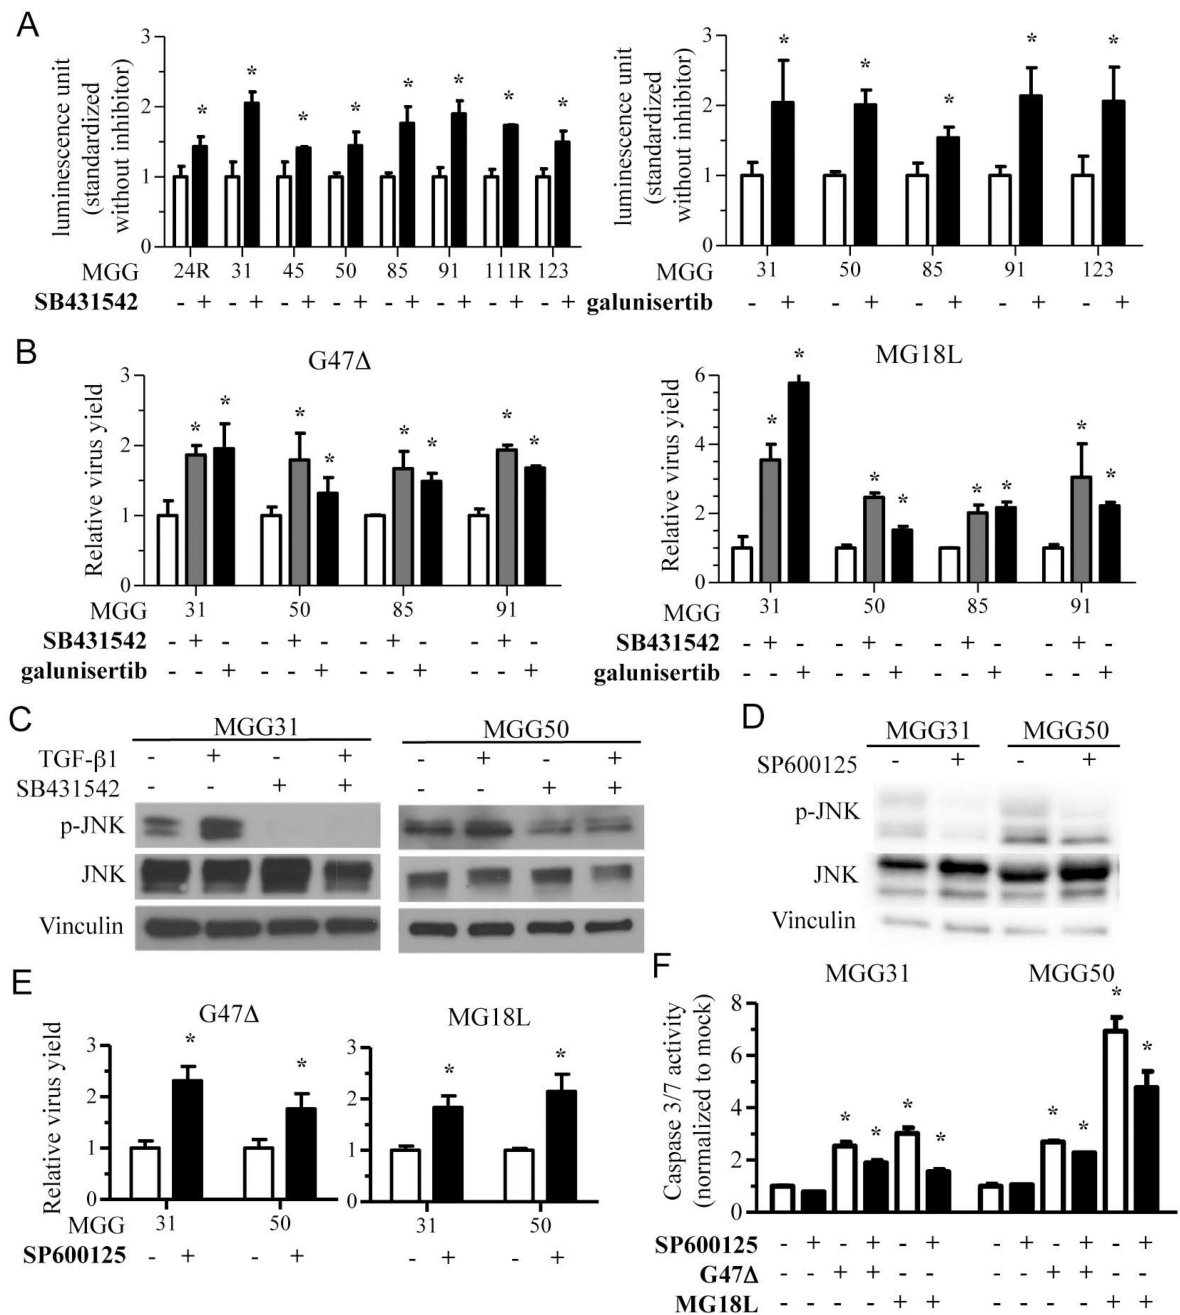 A
luminescence unit
(standardized
without inhibitor)
3
2
1
0
* * * * * * * *
MGG 24R 31 45 50 85 91 111R 123
SB431542 - + - + - + - + - + - + - + - +
luminescence unit
(standardized
without inhibitor)
3
2
1
0
* * * * *
MGG 31 50 85 91 123
galunisertib - + - + - + - + - +
B
G47Δ
Relative virus yield
3
2
1
0
* * * * * * * *
MGG 31 50 85 91
SB431542 - + - - + - - + - - + -
galunisertib - - + - - + - - + - - +
MG18L
Relative virus yield
6
4
2
0
* * * * * * * *
MGG 31 50 85 91
SB431542 - + - - + - - + - - + -
galunisertib - - + - - + - - + - - +
C
MGG31 MGG50
TGF-β1 - + - + - + - +
SB431542 - - + + - - + +
p-JNK
JNK
Vinculin
D
MGG31 MGG50
SP600125 - + - +
p-JNK
JNK
Vinculin
E
G47Δ
Relative virus yield
3
2
1
0
* *
MGG 31 50
SP600125 - + - +
MG18L
3
2
1
0
* *
31 50
- + - +
F
MGG31 MGG50
Caspase 3/7 activity
(normalized to mock)
8
6
4
2
0
* * * * * * * *
SP600125 - + - + - + - + - + - +
G47Δ - - + + - - - - + + - -
MG18L - - - - + + - - - - + +